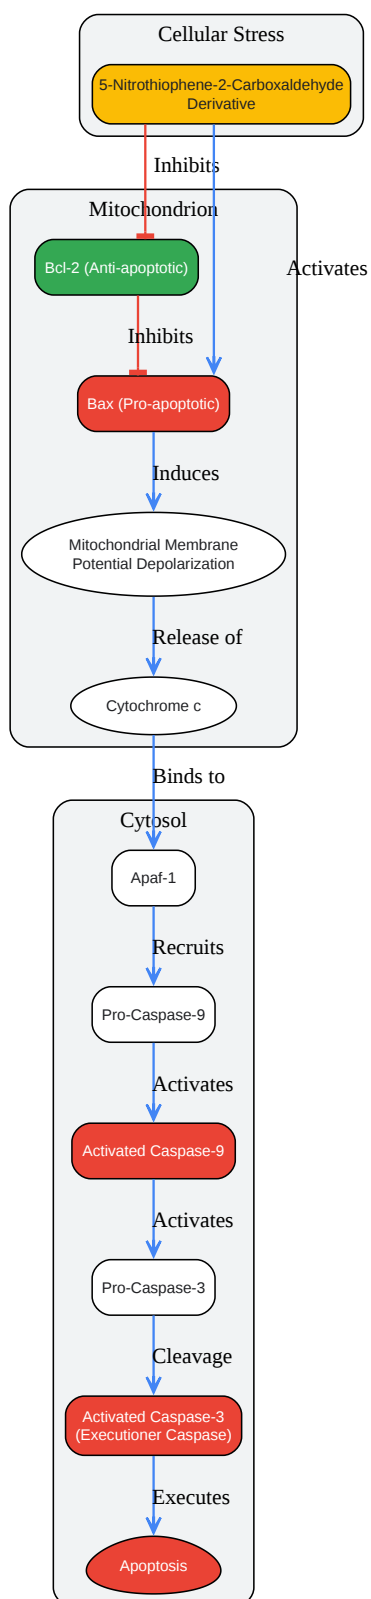 Cellular Stress
5-Nitrothiophene-2-Carboxaldehyde
Derivative
Inhibits
Mitochondrion
Bcl-2 (Anti-apoptotic)
Activates
Inhibits
Bax (Pro-apoptotic)
Induces
Mitochondrial Membrane
Potential Depolarization
Release of
Cytochrome c
Binds to
Cytosol
Apaf-1
Recruits
Pro-Caspase-9
Activates
Activated Caspase-9
Activates
Pro-Caspase-3
Cleavage
Activated Caspase-3
(Executioner Caspase)
Executes
Apoptosis